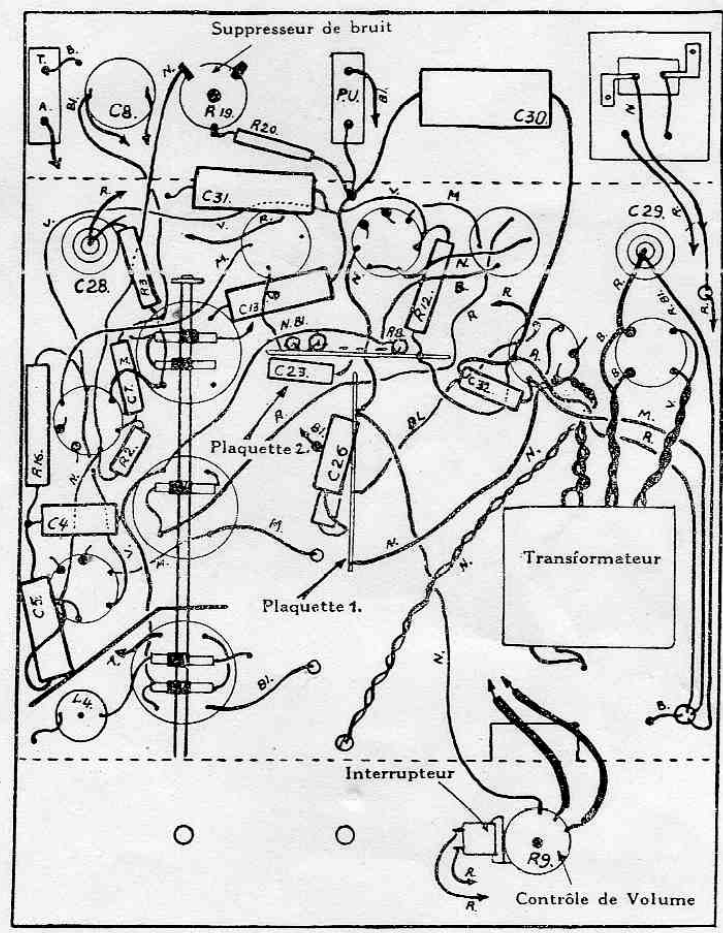 Suppresseur de bruit
T.
B.
A.
Bl.
C8.
N.
R19.
R20.
P.U.
Bl.
C30.
N
R.
R.
V.
C31.
V.
R.
V.
M
C29.
C28.
R3
M.
C13.
N.
R12.
N.
B.
R
R
R.
R.Bl.
R.
N.Bl.
R8.
C23.
C32.
R.
B.
B.
V.
C7.
R2.
R16.
N.
Plaquette 2.
R.
Bl.
C26
BL
M.
R.
N.
C4
V.
M.
M.
N.
N.
Transformateur
C5.
Plaquette 1.
R.
L4.
Bl.
N.
B.
Interrupteur
R.
R.
R9.
Contrôle de Volume